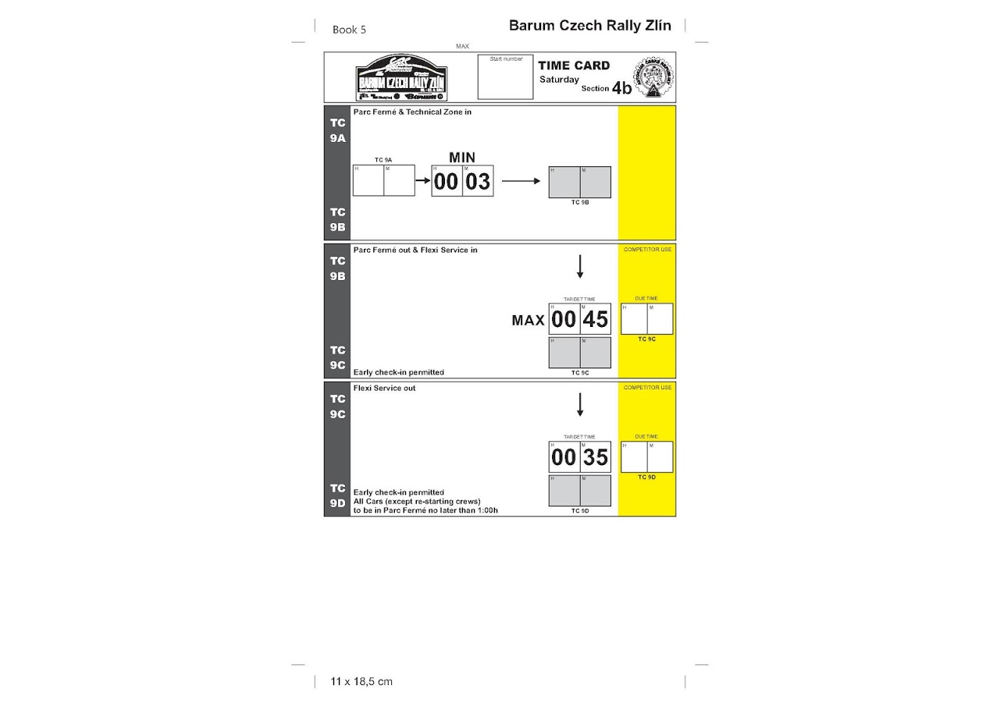 Book 5
Barum Czech Rally Zlín
MAX
BARUM CZECH RALLY ZLÍN
Start number
TIME CARD
Saturday
Section 4b
TC
9A
Parc Fermé & Technical Zone in
TC 9A
H M
MIN
H M
00 03
H M
TC 9B
TC
9B
TC
9B
Parc Fermé out & Flexi Service in
COMPETITOR USE
TARGET TIME
DUE TIME
MAX
H M
00 45
H M
TC 9C
H M
TC
9C
Early check-in permitted
TC 9C
TC
9C
Flexi Service out
COMPETITOR USE
TARGET TIME
DUE TIME
H M
00 35
H M
TC 9D
H M
TC
9D
Early check-in permitted
All Cars (except re-starting crews)
to be in Parc Fermé no later than 1:00h
TC 9D
11 x 18,5 cm